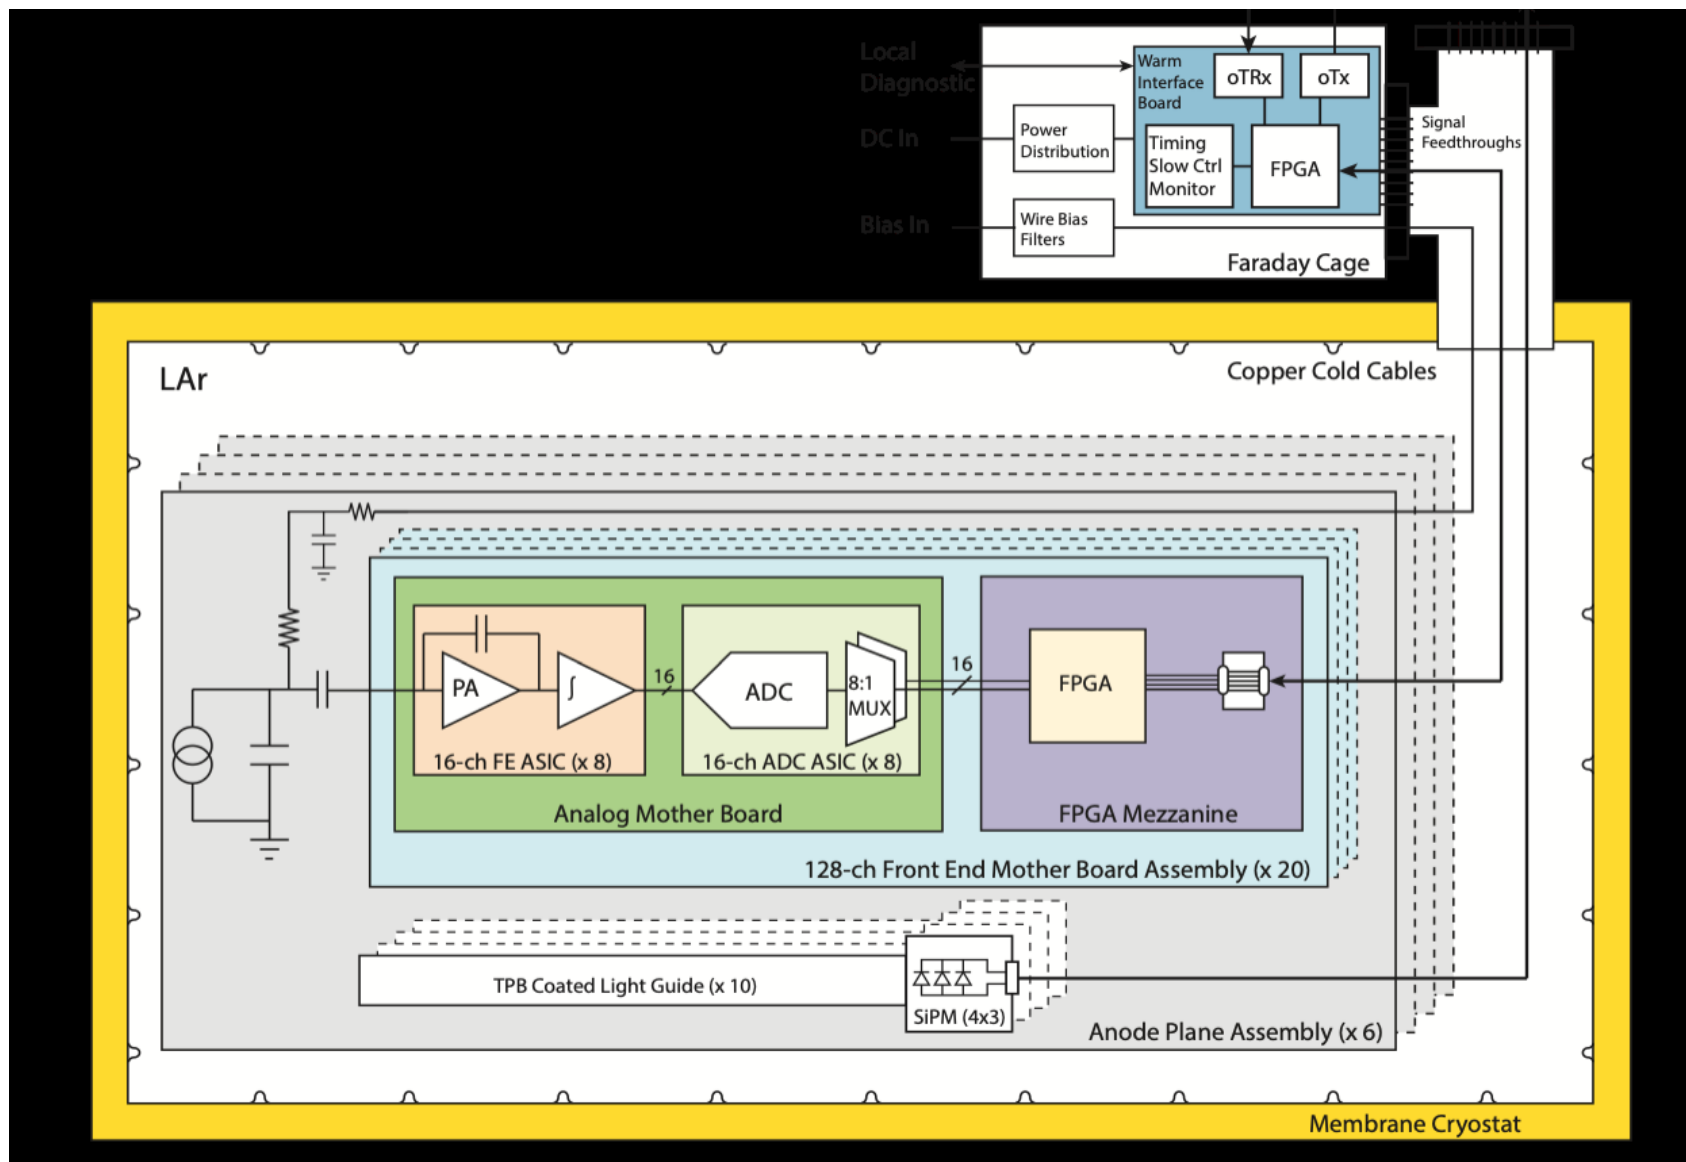 Local
Diagnostic
DC In
Bias In
Warm
Interface
Board
oTRx
oTx
Power
Distribution
Timing
Slow Ctrl
Monitor
FPGA
Signal
Feedthroughs
Wire Bias
Filters
Faraday Cage
LAr
Copper Cold Cables
PA
∫
16
ADC
8:1
MUX
16
FPGA
16-ch FE ASIC (x 8)
16-ch ADC ASIC (x 8)
Analog Mother Board
FPGA Mezzanine
128-ch Front End Mother Board Assembly (x 20)
TPB Coated Light Guide (x 10)
SiPM (4x3)
Anode Plane Assembly (x 6)
Membrane Cryostat